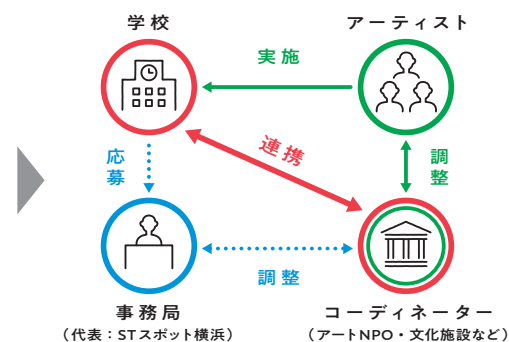 学校
アーティスト
実施
連携
応募
調整
調整
事務局
(代表:STスポット横浜)
コーディネーター
(アートNPO・文化施設など)